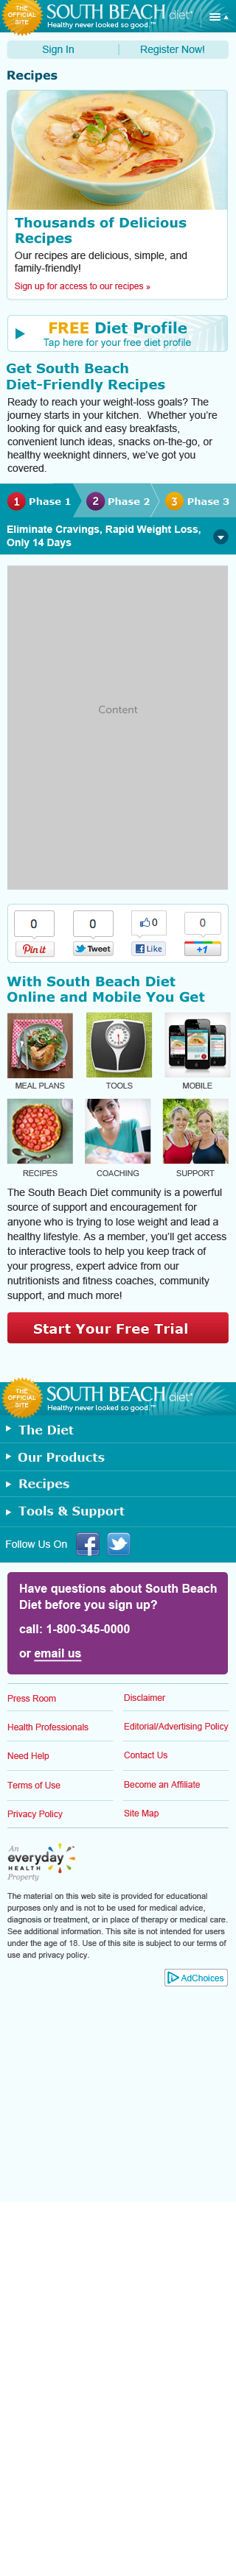 THE
OFFICIAL
SITE
SOUTH BEACH diet™
Healthy never looked so good.™
Sign In
Register Now!
Recipes
Thousands of Delicious
Recipes
Our recipes are delicious, simple, and
family-friendly!
Sign up for access to our recipes »
FREE Diet Profile
Tap here for your free diet profile
Get South Beach
Diet-Friendly Recipes
Ready to reach your weight-loss goals? The
journey starts in your kitchen. Whether you're
looking for quick and easy breakfasts,
convenient lunch ideas, snacks on-the-go, or
healthy weeknight dinners, we've got you
covered.
1 Phase 1
2 Phase 2
3 Phase 3
Eliminate Cravings, Rapid Weight Loss,
Only 14 Days
Content
0
0
0
0
Pin it
Tweet
Like
+1
With South Beach Diet
Online and Mobile You Get
MEAL PLANS
TOOLS
MOBILE
RECIPES
COACHING
SUPPORT
The South Beach Diet community is a powerful
source of support and encouragement for
anyone who is trying to lose weight and lead a
healthy lifestyle. As a member, you'll get access
to interactive tools to help you keep track of
your progress, expert advice from our
nutritionists and fitness coaches, community
support, and much more!
Start Your Free Trial
THE
OFFICIAL
SITE
SOUTH BEACH diet™
Healthy never looked so good.™
The Diet
Our Products
Recipes
Tools & Support
Follow Us On
Have questions about South Beach
Diet before you sign up?
call: 1-800-345-0000
or email us
Press Room
Disclaimer
Health Professionals
Editorial/Advertising Policy
Need Help
Contact Us
Terms of Use
Become an Affiliate
Privacy Policy
Site Map
An
everyday
HEALTH
Property
The material on this web site is provided for educational
purposes only and is not to be used for medical advice,
diagnosis or treatment, or in place of therapy or medical care.
See additional information. This site is not intended for users
under the age of 18. Use of this site is subject to our terms of
use and privacy policy.
AdChoices